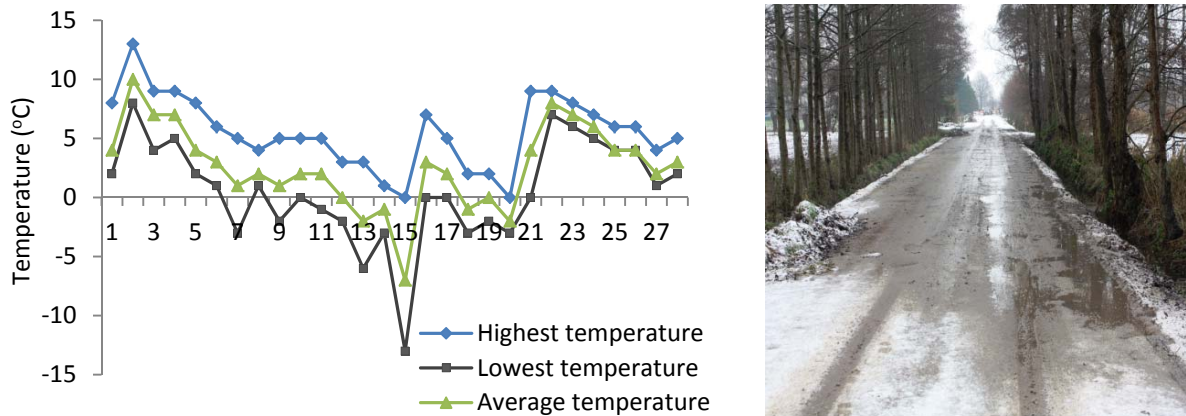 15
10
5
0
-5
-10
-15
Temperature (ºC)
1 3 5 7 9 11 13 15 17 19 21 23 25 27
Highest temperature
Lowest temperature
Average temperature